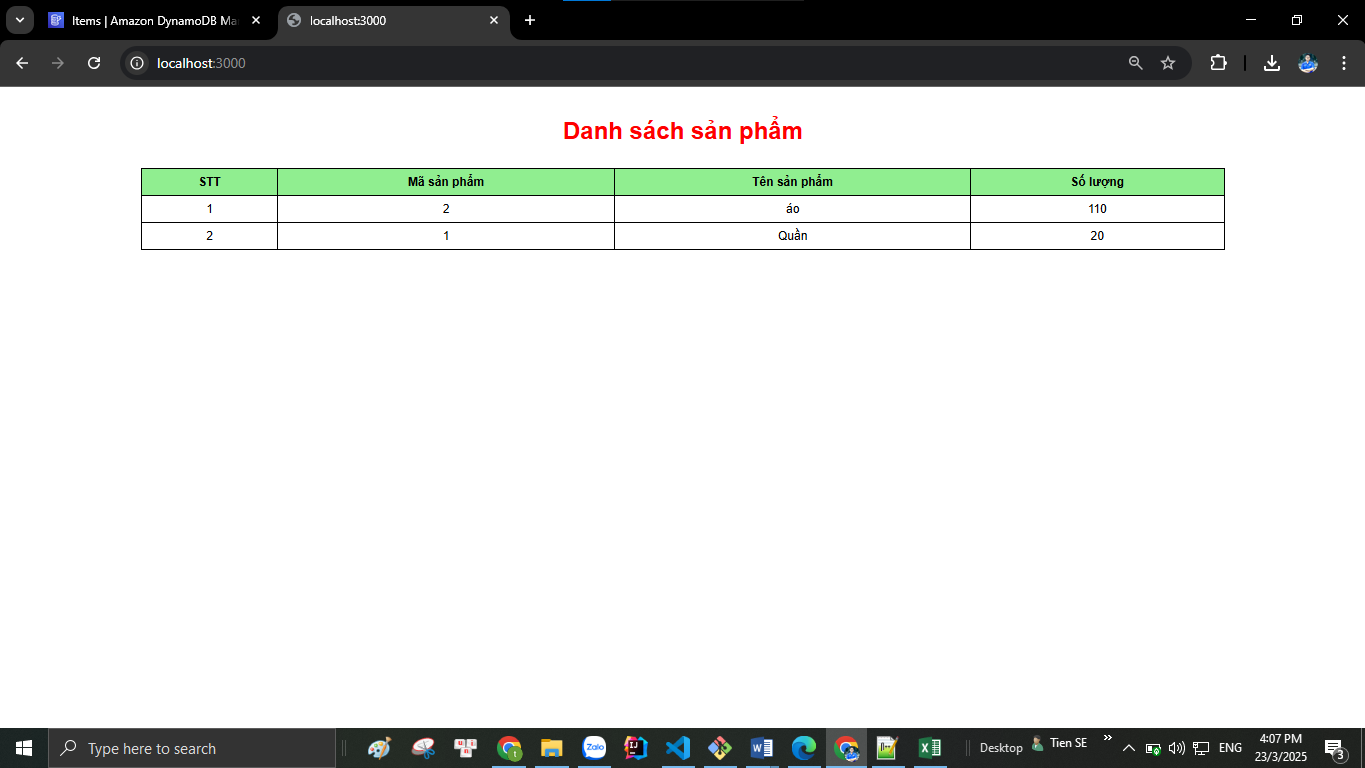 Items | Amazon DynamoDB Ma
localhost:3000
localhost:3000
Danh sách sản phẩm
STT Mã sản phẩm Tên sản phẩm Số lượng
1 2 áo 110
2 1 Quần 20
Type here to search
Zalo
Desktop
Tien SE
ENG
4:07 PM
23/3/2025
3